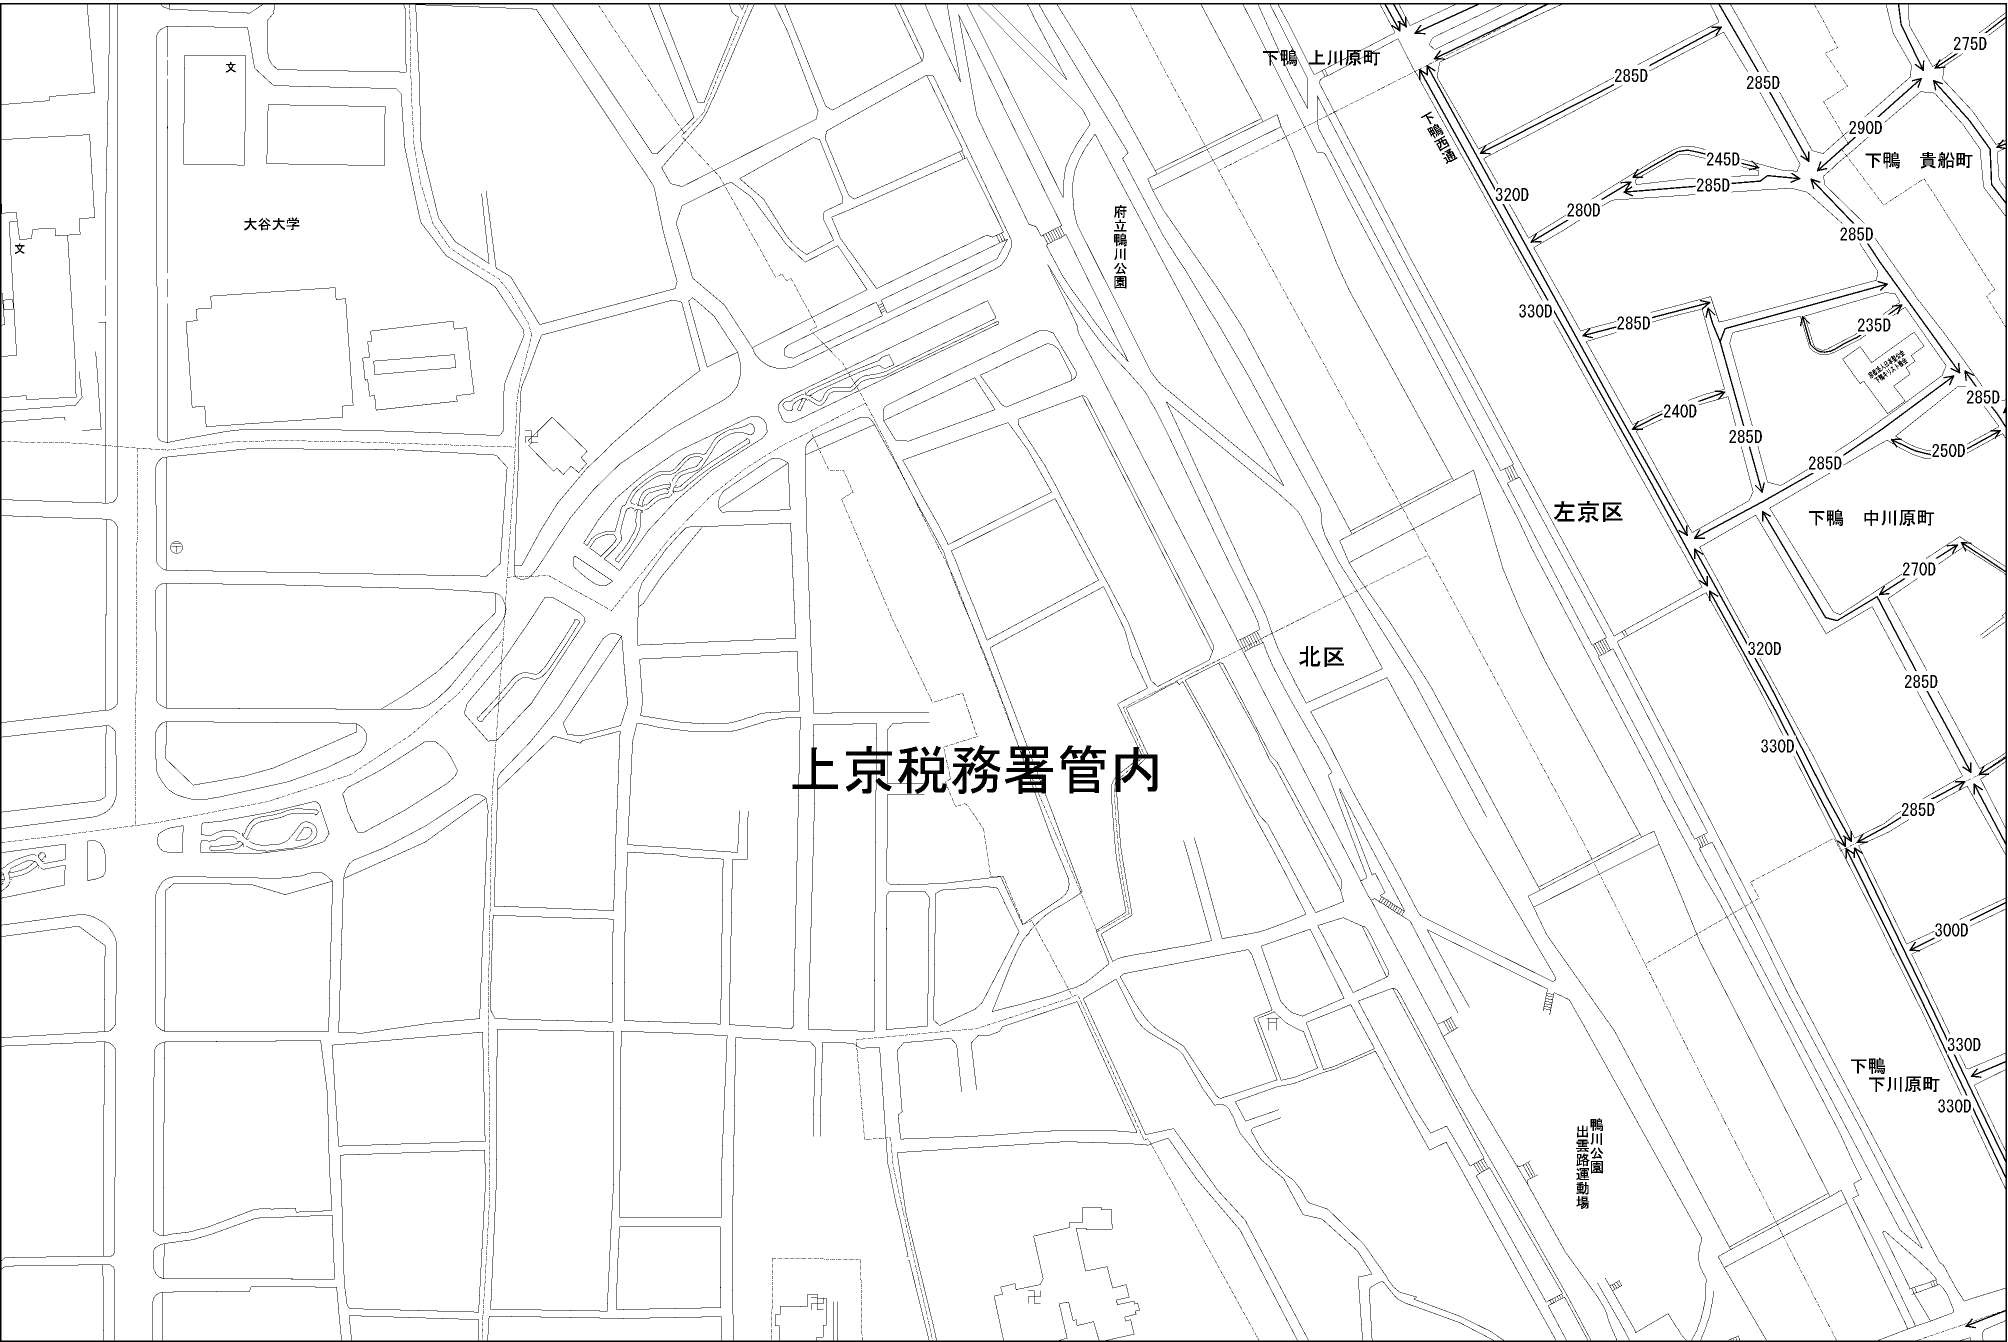 275D
文
下鴨 上川原町
285D
285D
下鴨西通
290D
245D
下鴨 貴船町
285D
320D
280D
文
大谷大学
府立鴨川公園
285D
330D
285D
235D
285D
240D
285D
250D
285D
左京区
下鴨 中川原町
270D
320D
北区
285D
330D
上京税務署管内
285D
300D
330D
下鴨
下川原町
330D
鴨川公園
出雲路運動場